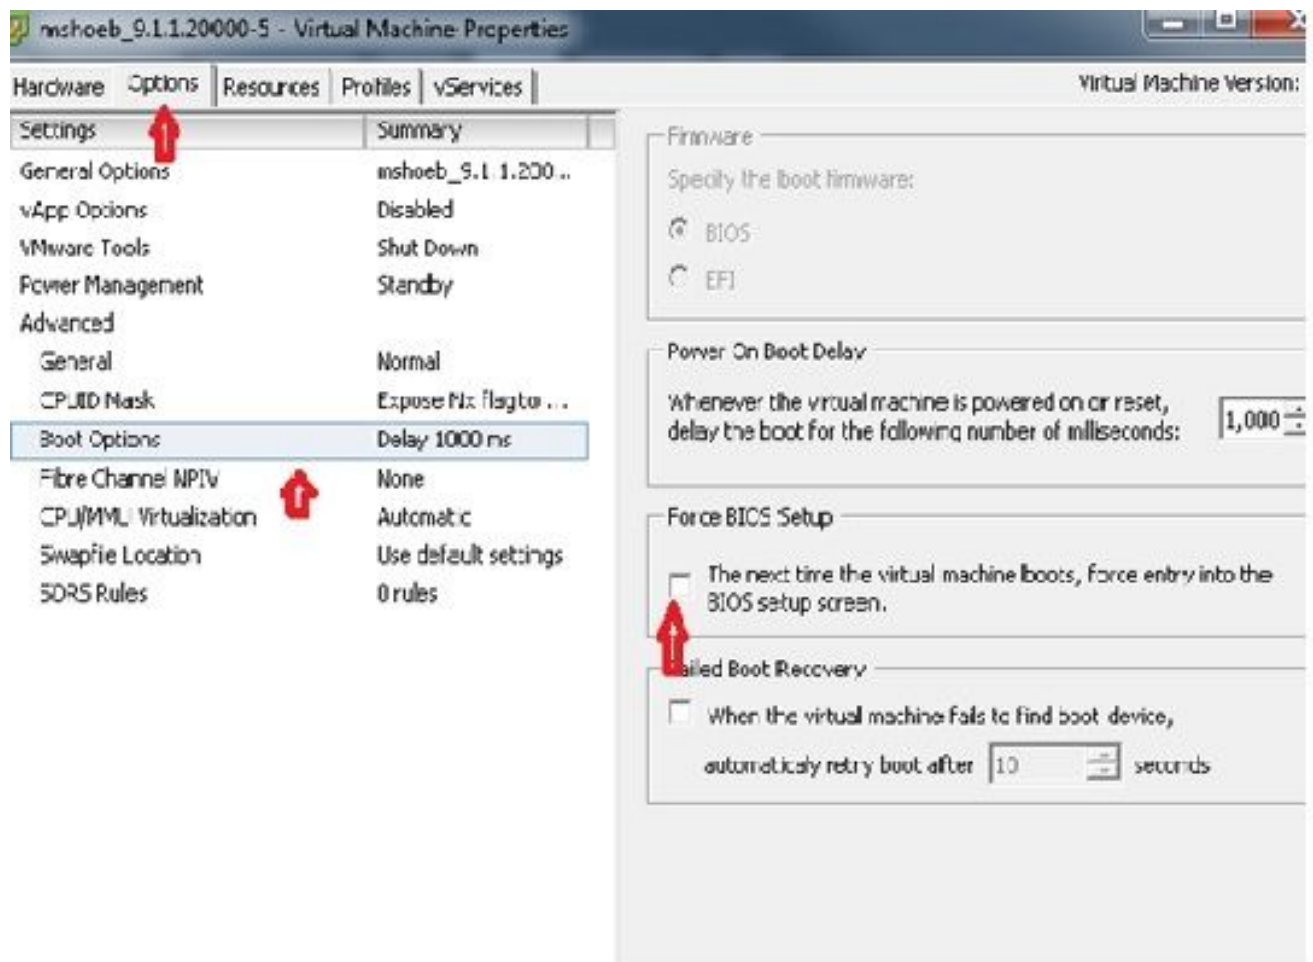 mshoeb_9.1.1.20000-5 - Virtual Machine Properties
Hardware Options Resources Profiles vServices Virtual Machine Version:
Settings Summary
General Options mshoeb_9.1.1.200...
vApp Options Disabled
VMware Tools Shut Down
Power Management Standby
Advanced
General Normal
CPUID Mask Expose Nx flag to ...
Boot Options Delay 1000 ms
Fibre Channel NPIV None
CPU/MMU Virtualization Automatic
Swapfile Location Use default settings
SDRS Rules 0 rules
Firmware
Specify the boot firmware:
BIOS
EFI
Power On Boot Delay
Whenever the virtual machine is powered on or reset,
delay the boot for the following number of milliseconds:
1,000
Force BIOS Setup
The next time the virtual machine boots, force entry into the
BIOS setup screen.
Failed Boot Recovery
When the virtual machine fails to find boot device,
automatically retry boot after 10 seconds